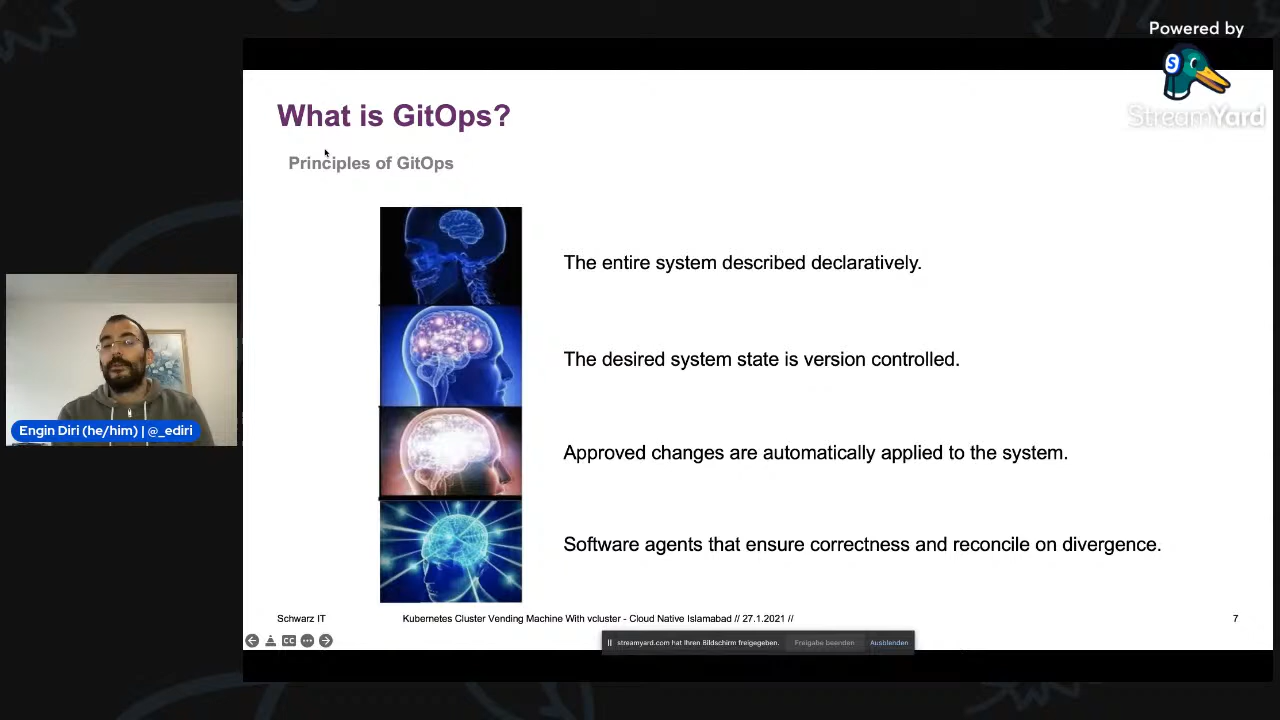 Powered by
StreamYard
What is GitOps?
Principles of GitOps
The entire system described declaratively.
The desired system state is version controlled.
Approved changes are automatically applied to the system.
Software agents that ensure correctness and reconcile on divergence.
Engin Diri (he/him) | @_ediri
Schwarz IT
Kubernetes Cluster Vending Machine With vcluster - Cloud Native Islamabad // 27.1.2021 //
7
CC
streamyard.com hat Ihren Bildschirm freigegeben.
Freigabe beenden
Ausblenden